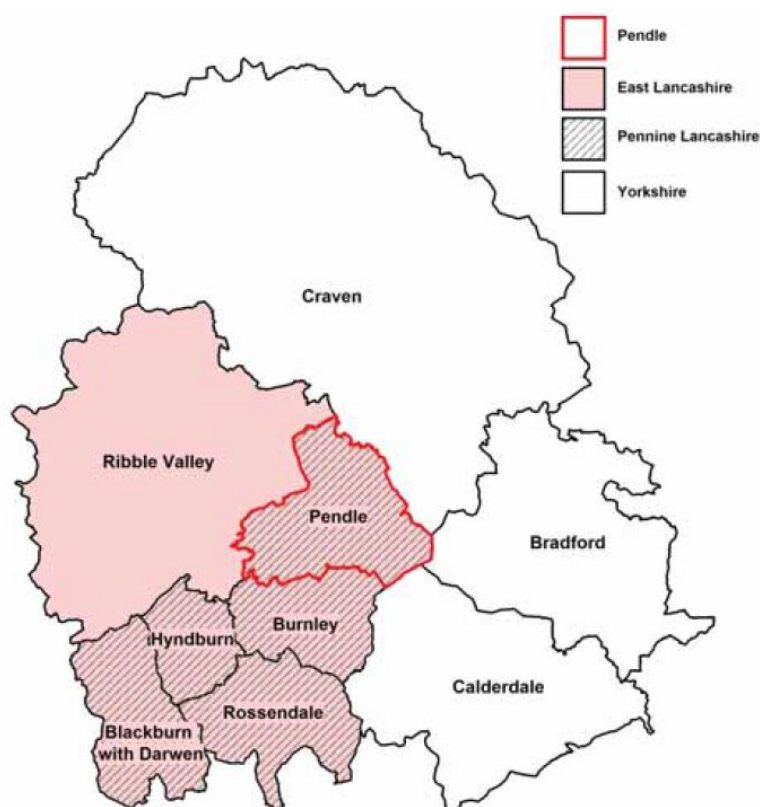 Pendle
East Lancashire
Pennine Lancashire
Yorkshire
Craven
Ribble Valley
Pendle
Bradford
Burnley
Hyndburn
Calderdale
Rossendale
Blackburn
with Darwen